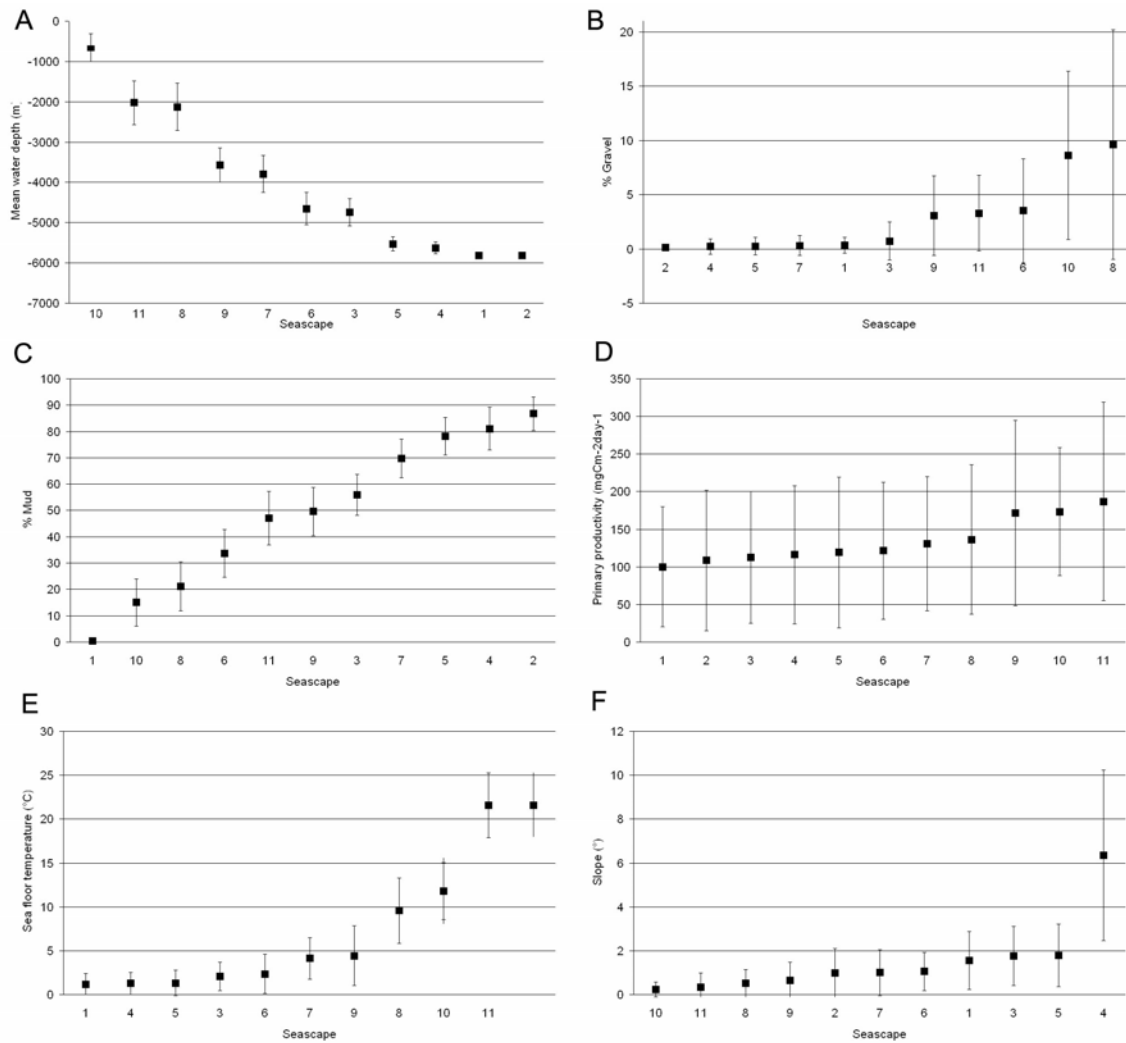 A
0
-1000
-2000
-3000
-4000
-5000
-6000
-7000
Mean water depth (m
10 11 8 9 7 6 3 5 4 1 2
Seascape
B
20
15
10
5
0
-5
% Gravel
2 4 5 7 1 3 9 11 6 10 8
Seascape
C
100
90
80
70
60
50
40
30
20
10
0
% Mud
1 10 8 6 11 9 3 7 5 4 2
Seascape
D
350
300
250
200
150
100
50
0
Primary productivity (mgCm-2day-1
1 2 3 4 5 6 7 8 9 10 11
Seascape
E
30
25
20
15
10
5
0
Sea floor temperature (°C)
1 4 5 3 6 7 9 8 10 11
Seascape
F
12
10
8
6
4
2
0
Slope (°)
10 11 8 9 2 7 6 1 3 5 4
Seascape